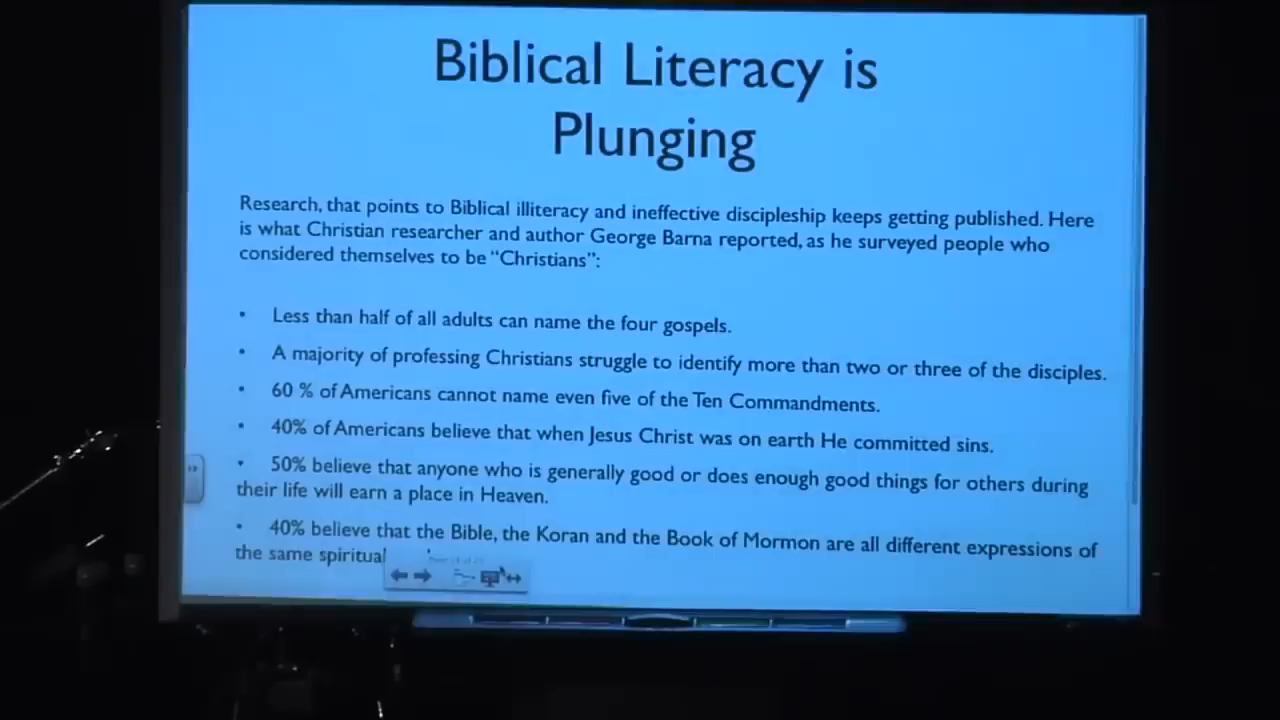 Biblical Literacy is
Plunging
Research, that points to Biblical illiteracy and ineffective discipleship keeps getting published. Here
is what Christian researcher and author George Barna reported, as he surveyed people who
considered themselves to be “Christians”:
• Less than half of all adults can name the four gospels.
• A majority of professing Christians struggle to identify more than two or three of the disciples.
• 60 % of Americans cannot name even five of the Ten Commandments.
• 40% of Americans believe that when Jesus Christ was on earth He committed sins.
• 50% believe that anyone who is generally good or does enough good things for others during
their life will earn a place in Heaven.
• 40% believe that the Bible, the Koran and the Book of Mormon are all different expressions of
the same spiritual